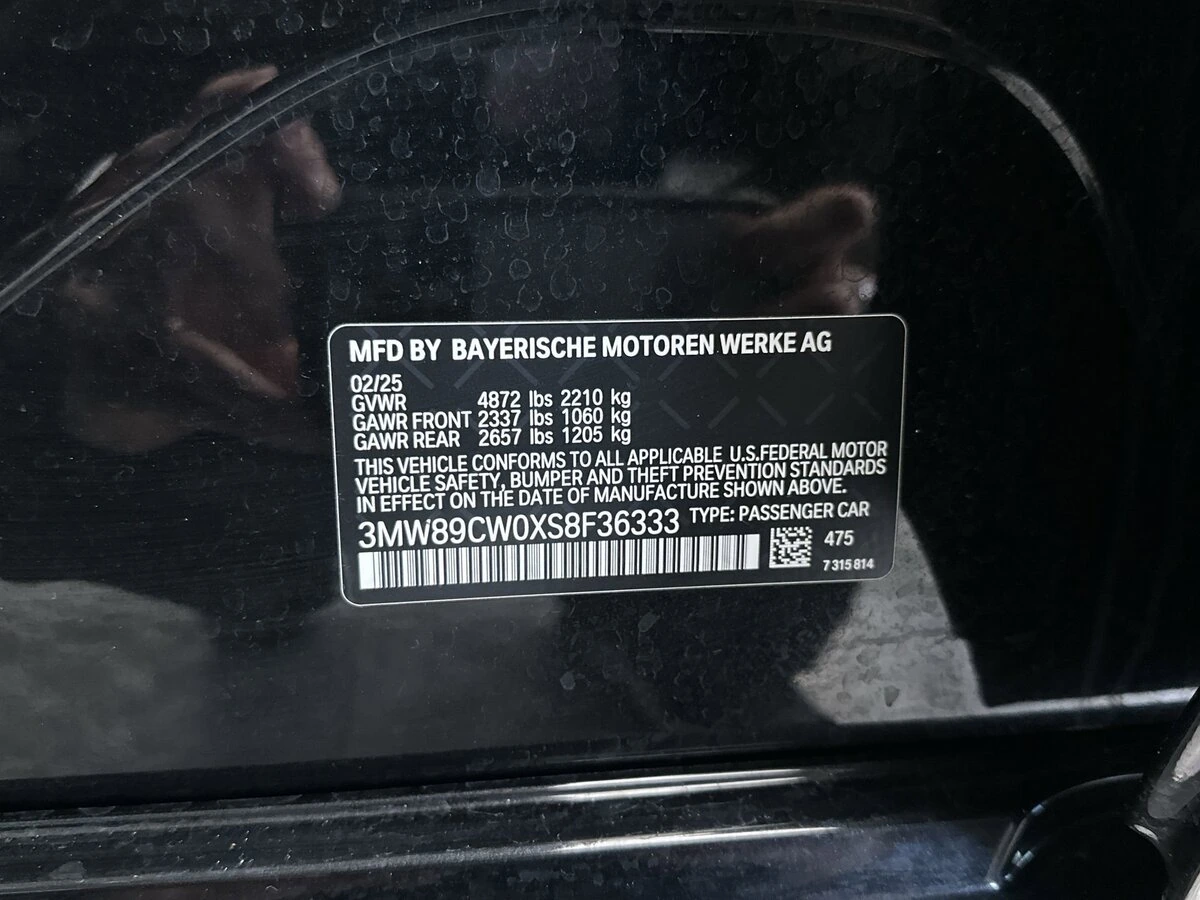 MFD BY BAYERISCHE MOTOREN WERKE AG
02/25
GVWR 4872 lbs 2210 kg
GAWR FRONT 2337 lbs 1060 kg
GAWR REAR 2657 lbs 1205 kg
THIS VEHICLE CONFORMS TO ALL APPLICABLE U.S.FEDERAL MOTOR
VEHICLE SAFETY, BUMPER AND THEFT PREVENTION STANDARDS
IN EFFECT ON THE DATE OF MANUFACTURE SHOWN ABOVE.
3MW89CW0XS8F36333 TYPE: PASSENGER CAR
475
7 315 814